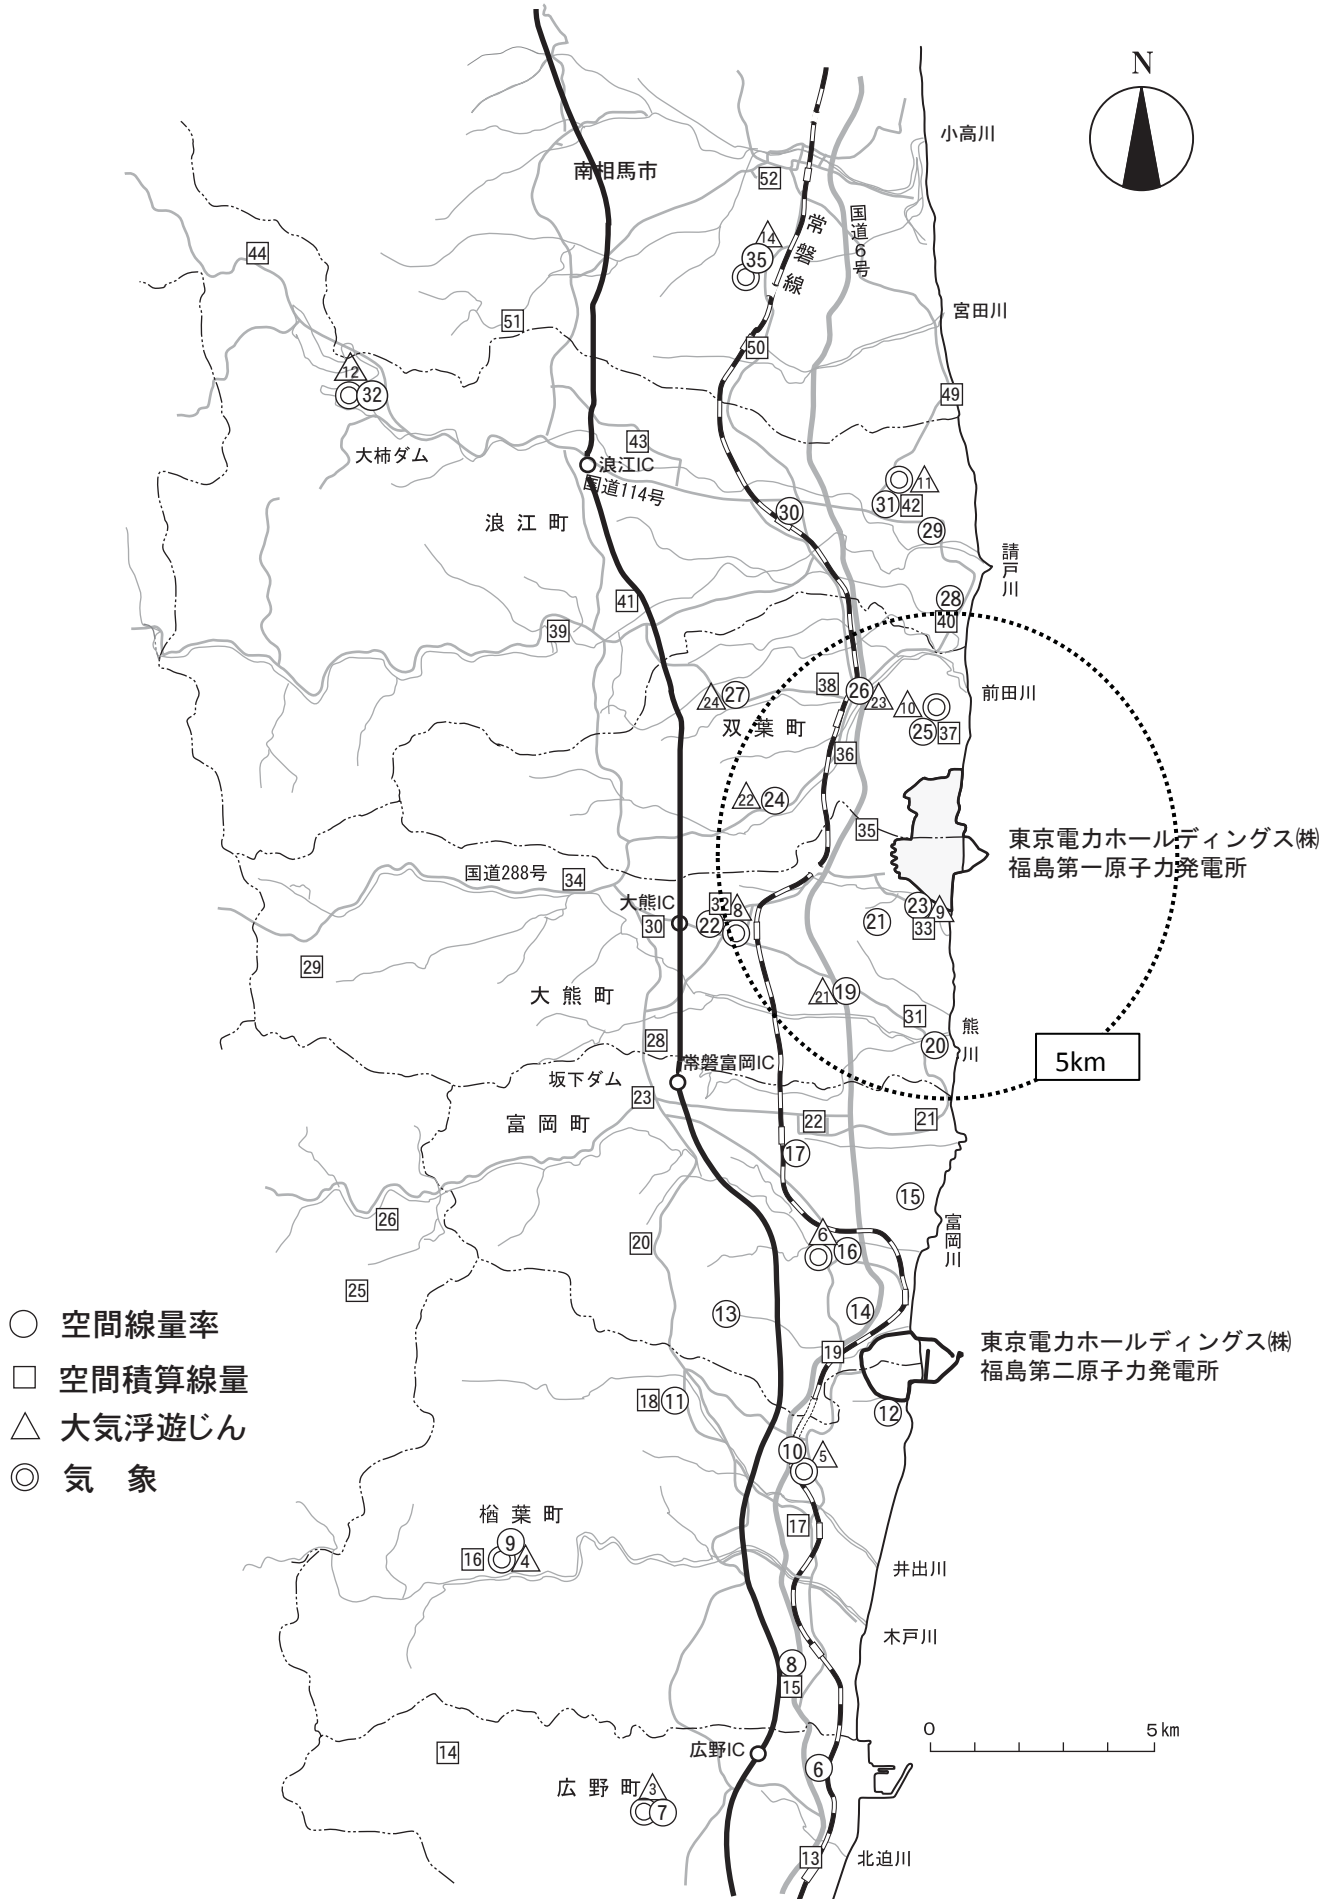 N
小高川
南相馬市
52
国道6号
常磐線
14
35
44
宮田川
51
50
12
32
49
43
大柿ダム
浪江IC
国道114号
11
31
42
30
浪江町
29
請戸川
28
41
40
39
38
26
23
前田川
24
27
10
双葉町
25
37
36
22
24
35
東京電力ホールディングス㈱
福島第一原子力発電所
国道288号
34
大熊IC
32
8
23
9
30
22
21
33
29
大熊町
21
19
31
熊川
20
28
常磐富岡IC
5km
坂下ダム
23
富岡町
22
21
17
15
26
富岡川
6
16
20
25
13
14
○ 空間線量率
19
東京電力ホールディングス㈱
福島第二原子力発電所
□ 空間積算線量
18
11
12
△ 大気浮遊じん
10
5
◎ 気象
楢葉町
17
9
16
4
井出川
木戸川
8
15
0 5km
14
広野IC
6
広野町
3
7
13
北迫川